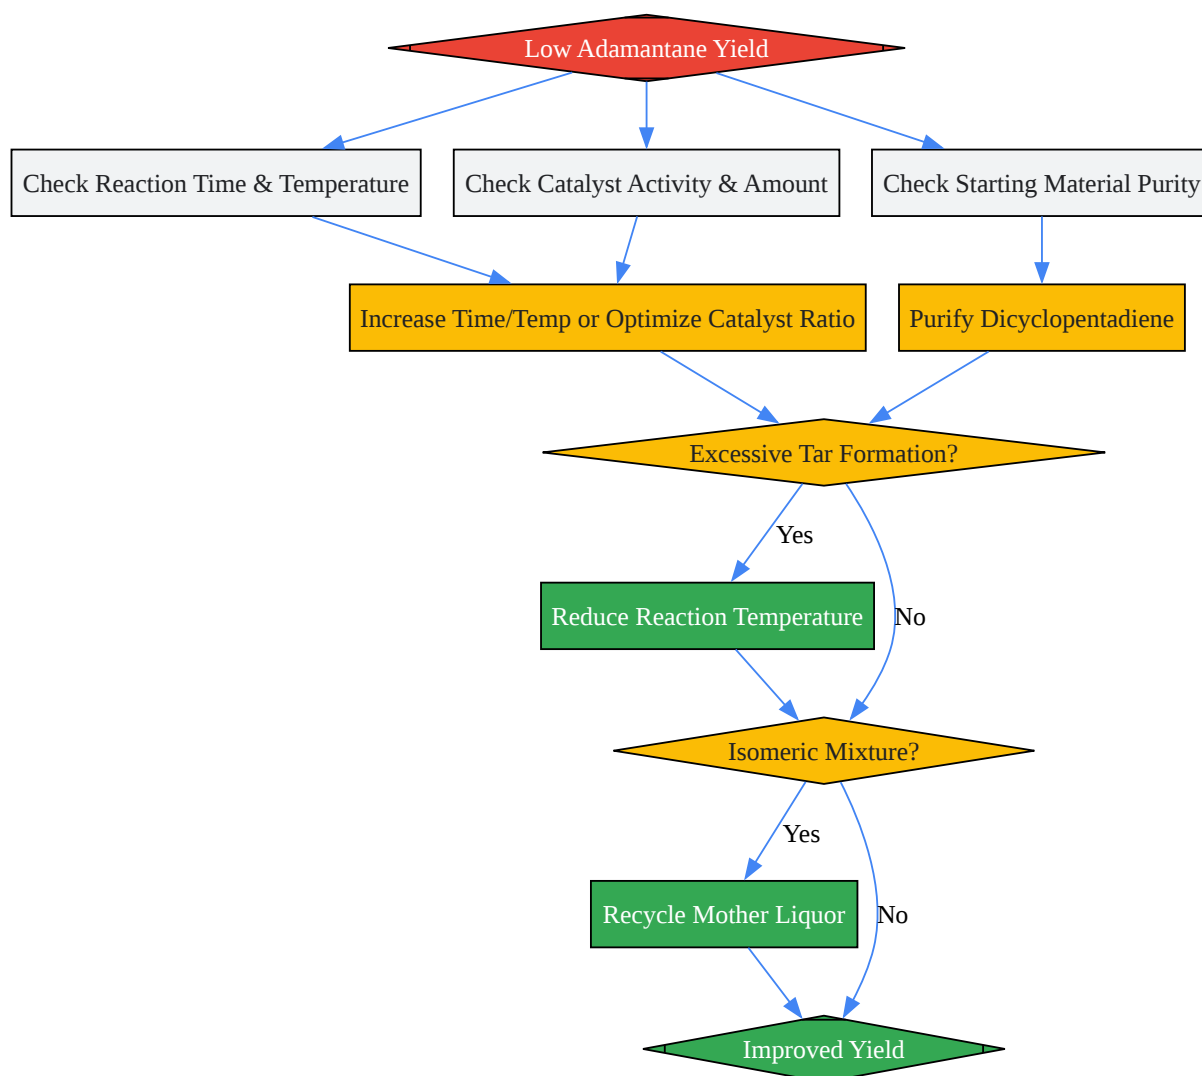 Low Adamantane Yield
Check Reaction Time & Temperature
Check Catalyst Activity & Amount
Check Starting Material Purity
Increase Time/Temp or Optimize Catalyst Ratio
Purify Dicyclopentadiene
Excessive Tar Formation?
Yes
Reduce Reaction Temperature
No
Isomeric Mixture?
Yes
Recycle Mother Liquor
No
Improved Yield